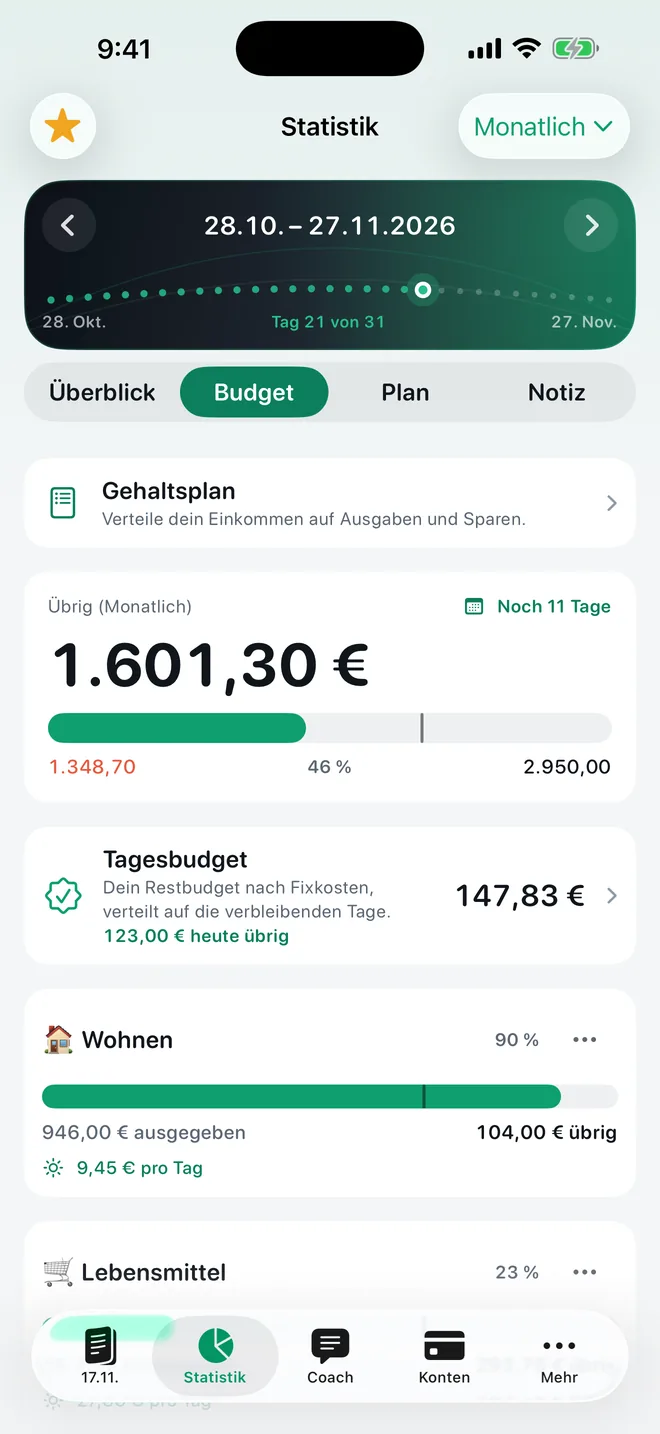 9:41
Statistik
Monatlich
28.10. – 27.11.2026
28. Okt.
Tag 21 von 31
27. Nov.
Überblick
Budget
Plan
Notiz
Gehaltsplan
Verteile dein Einkommen auf Ausgaben und Sparen.
Übrig (Monatlich)
Noch 11 Tage
1.601,30 €
1.348,70
46 %
2.950,00
Tagesbudget
Dein Restbudget nach Fixkosten,
verteilt auf die verbleibenden Tage.
123,00 € heute übrig
147,83 €
Wohnen
90 %
946,00 € ausgegeben
104,00 € übrig
9,45 € pro Tag
Lebensmittel
23 %
pro Tag
17.11.
Statistik
Coach
Konten
Mehr